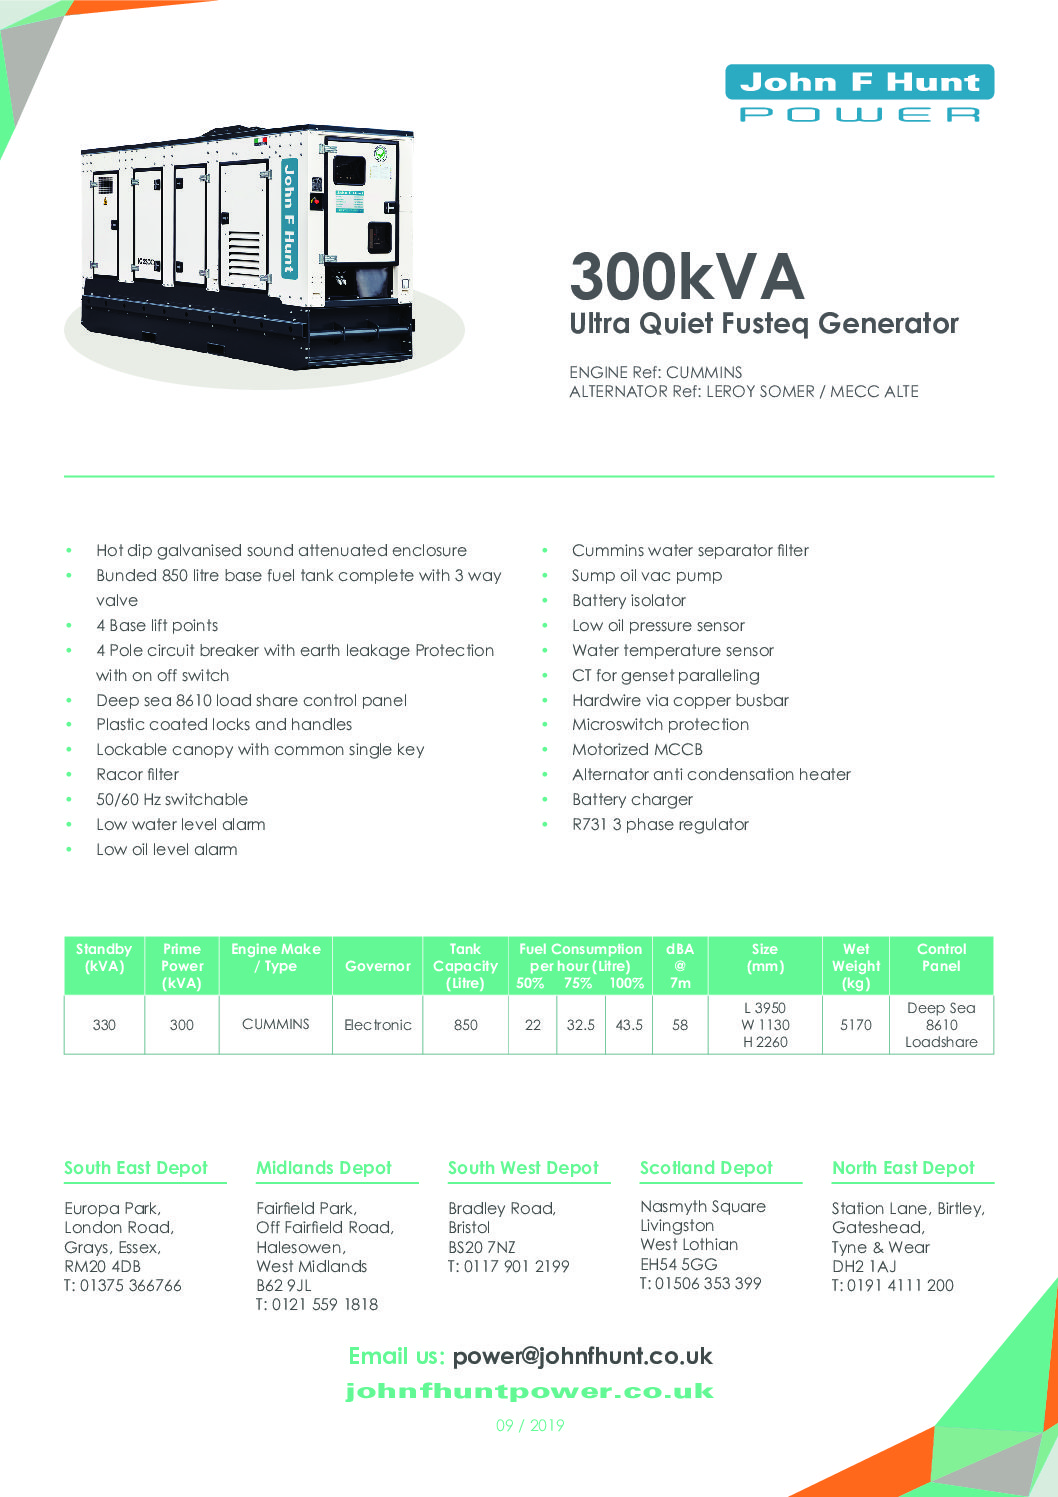 John F Hunt
POWER
John F Hunt
John F Hunt
300kVA
Ultra Quiet Fusteq Generator
ENGINE Ref: CUMMINS
ALTERNATOR Ref: LEROY SOMER / MECC ALTE
• Hot dip galvanised sound attenuated enclosure
• Bunded 850 litre base fuel tank complete with 3 way
valve
• 4 Base lift points
• 4 Pole circuit breaker with earth leakage Protection
with on off switch
• Deep sea 8610 load share control panel
• Plastic coated locks and handles
• Lockable canopy with common single key
• Racor filter
• 50/60 Hz switchable
• Low water level alarm
• Low oil level alarm
• Cummins water separator filter
• Sump oil vac pump
• Battery isolator
• Low oil pressure sensor
• Water temperature sensor
• CT for genset paralleling
• Hardwire via copper busbar
• Microswitch protection
• Motorized MCCB
• Alternator anti condensation heater
• Battery charger
• R731 3 phase regulator
Standby (kVA) Prime Power (kVA) Engine Make / Type Governor Tank Capacity (Litre) Fuel Consumption per hour (Litre) 50% 75% 100% dBA @ 7m Size (mm) Wet Weight (kg) Control Panel
330 300 CUMMINS Electronic 850 22 32.5 43.5 58 L 3950 W 1130 H 2260 5170 Deep Sea 8610 Loadshare
South East Depot
Europa Park,
London Road,
Grays, Essex,
RM20 4DB
T: 01375 366766
Midlands Depot
Fairfield Park,
Off Fairfield Road,
Halesowen,
West Midlands
B62 9JL
T: 0121 559 1818
South West Depot
Bradley Road,
Bristol
BS20 7NZ
T: 0117 901 2199
Scotland Depot
Nasmyth Square
Livingston
West Lothian
EH54 5GG
T: 01506 353 399
North East Depot
Station Lane, Birtley,
Gateshead,
Tyne & Wear
DH2 1AJ
T: 0191 4111 200
Email us: power@johnfhunt.co.uk
johnfhuntpower.co.uk
09 / 2019